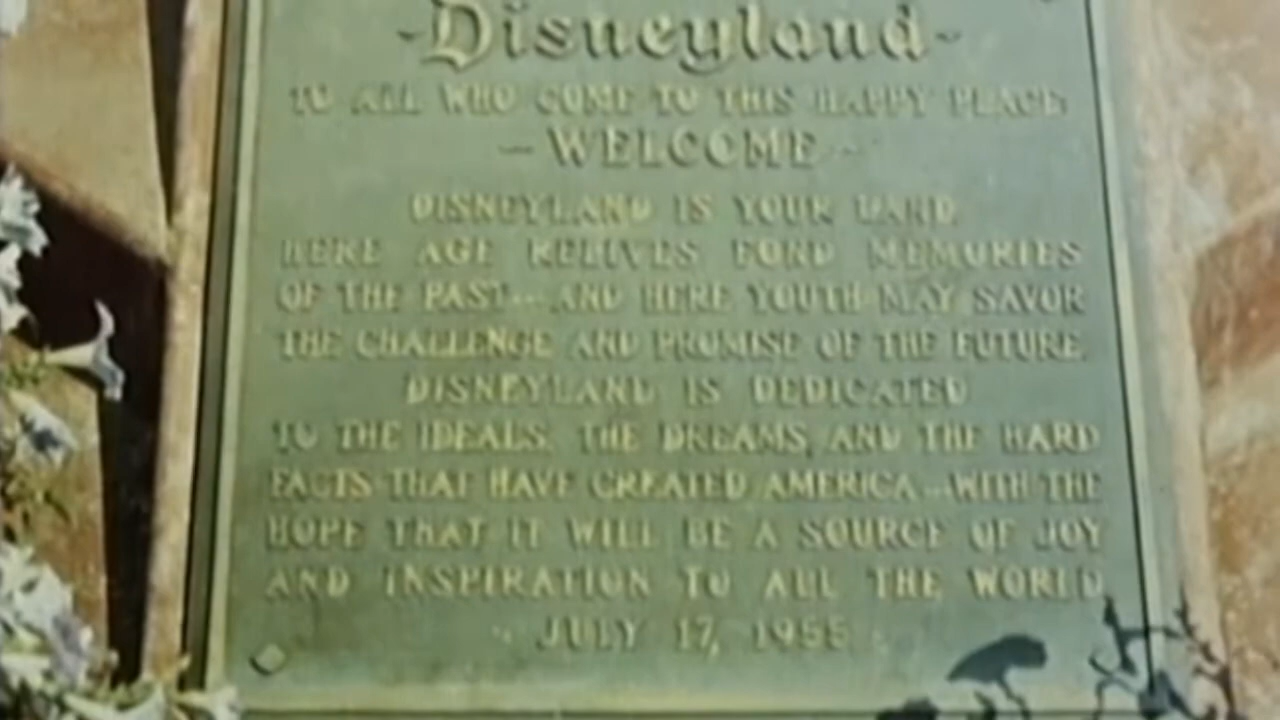 -Disneyland-
TO ALL WHO COME TO THIS HAPPY PLACE
- WELCOME -
DISNEYLAND IS YOUR LAND.
HERE AGE RELIVES FOND MEMORIES
OF THE PAST -- AND HERE YOUTH MAY SAVOR
THE CHALLENGE AND PROMISE OF THE FUTURE.
DISNEYLAND IS DEDICATED
TO THE IDEALS, THE DREAMS, AND THE HARD
FACTS THAT HAVE CREATED AMERICA -- WITH THE
HOPE THAT IT WILL BE A SOURCE OF JOY
AND INSPIRATION TO ALL THE WORLD
- JULY 17, 1955 -